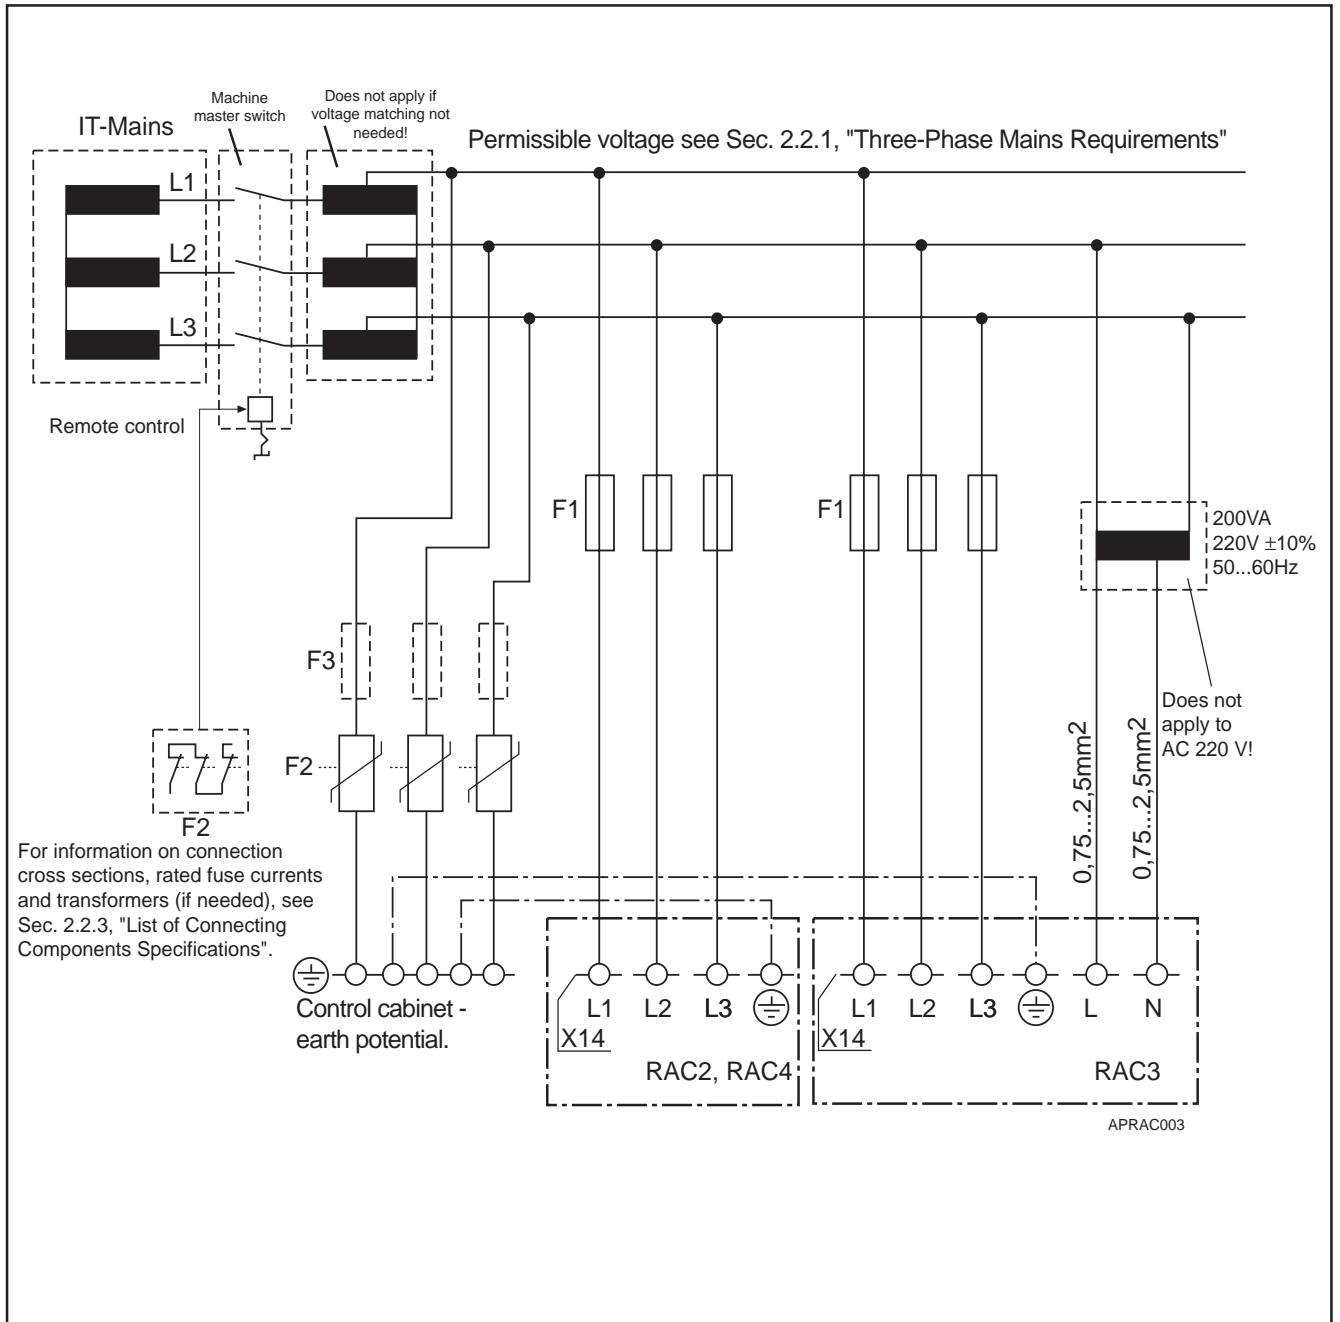 Machine
master switch
Does not apply if
voltage matching not
needed!
IT-Mains
Permissible voltage see Sec. 2.2.1, "Three-Phase Mains Requirements"
L1
L2
L3
Remote control
F1
F1
200VA
220V ±10%
50...60Hz
F3
Does not
apply to
AC 220 V!
F2
0,75...2,5mm2
0,75...2,5mm2
F2
For information on connection
cross sections, rated fuse currents
and transformers (if needed), see
Sec. 2.2.3, "List of Connecting
Components Specifications".
Control cabinet -
earth potential.
L1 L2 L3
X14
RAC2, RAC4
L1 L2 L3 L N
X14
RAC3
APRAC003